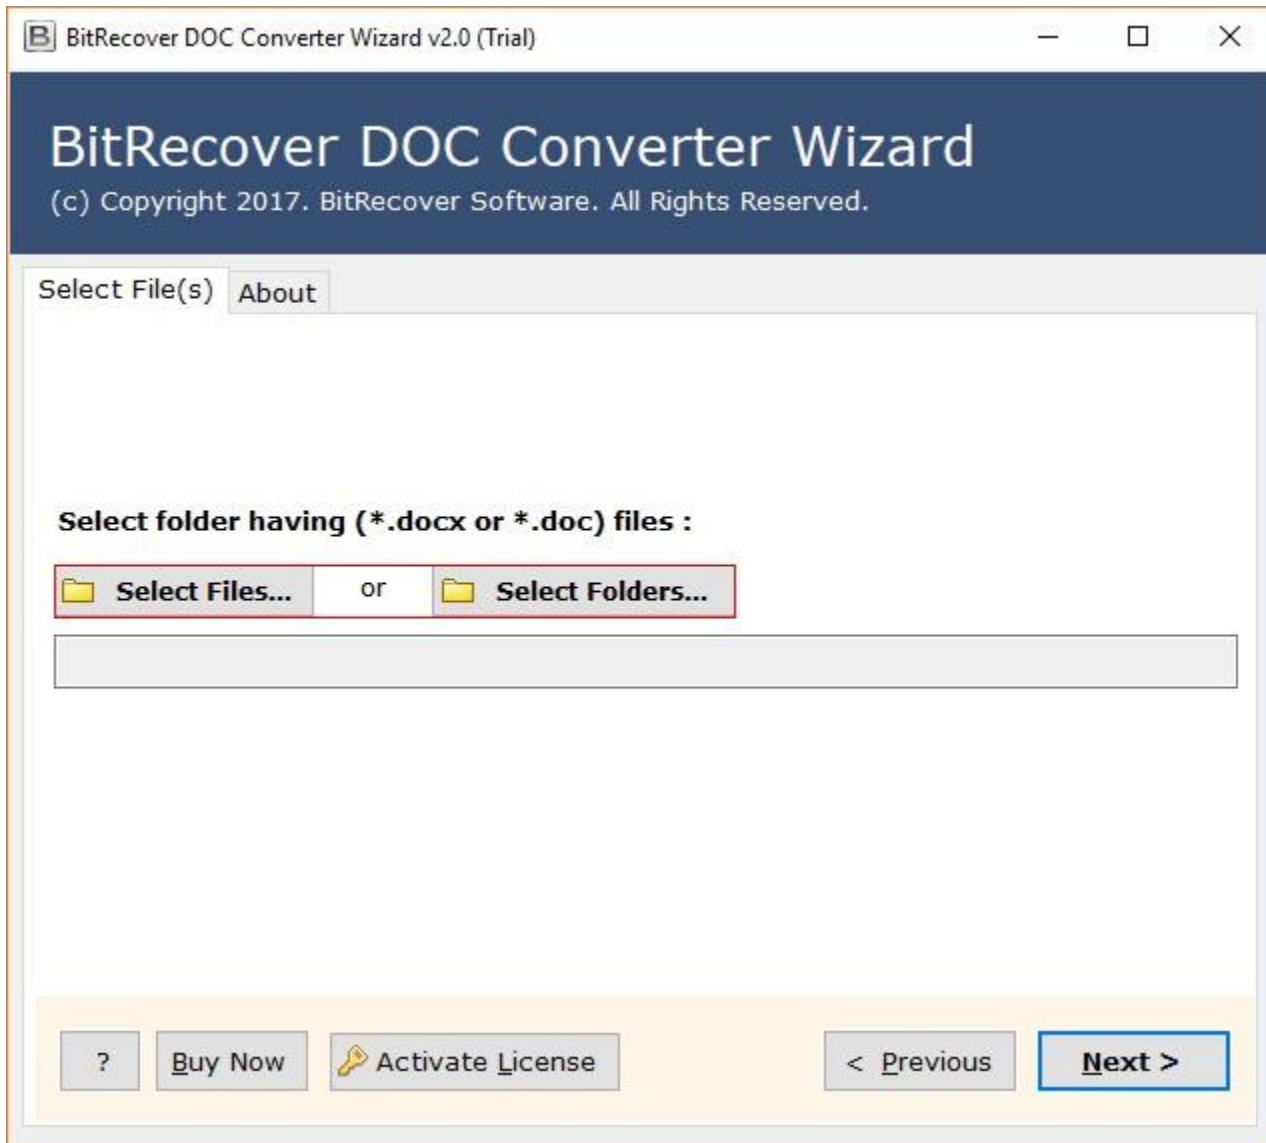 BitRecover DOC Converter Wizard v2.0 (Trial)
BitRecover DOC Converter Wizard
(c) Copyright 2017. BitRecover Software. All Rights Reserved.
Select File(s) About
Select folder having (*.docx or *.doc) files :
Select Files... or Select Folders...
? Buy Now Activate License < Previous Next >